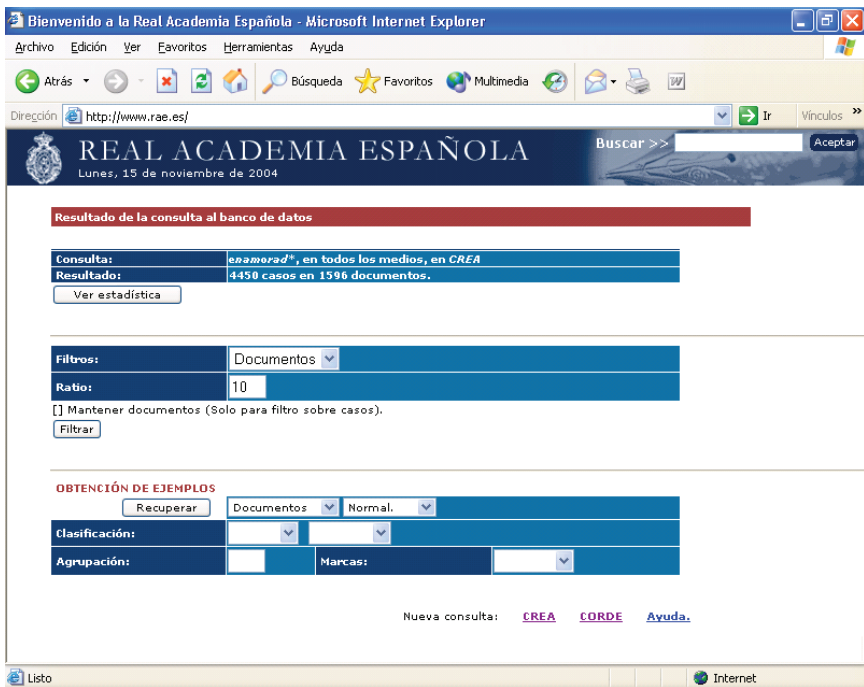 Bienvenido a la Real Academia Española - Microsoft Internet Explorer
Archivo Edición Ver Favoritos Herramientas Ayuda
Atrás Búsqueda Favoritos Multimedia W
Dirección http://www.rae.es/ Ir Vínculos »
REAL ACADEMIA ESPAÑOLA Buscar >> Aceptar
Lunes, 15 de noviembre de 2004
Resultado de la consulta al banco de datos
Consulta: enamorad*, en todos los medios, en CREA
Resultado: 4450 casos en 1596 documentos.
Ver estadística
Filtros: Documentos
Ratio: 10
[] Mantener documentos (Solo para filtro sobre casos).
Filtrar
OBTENCIÓN DE EJEMPLOS
Recuperar Documentos Normal.
Clasificación:
Agrupación: Marcas:
Nueva consulta: CREA CORDE Ayuda.
Listo Internet